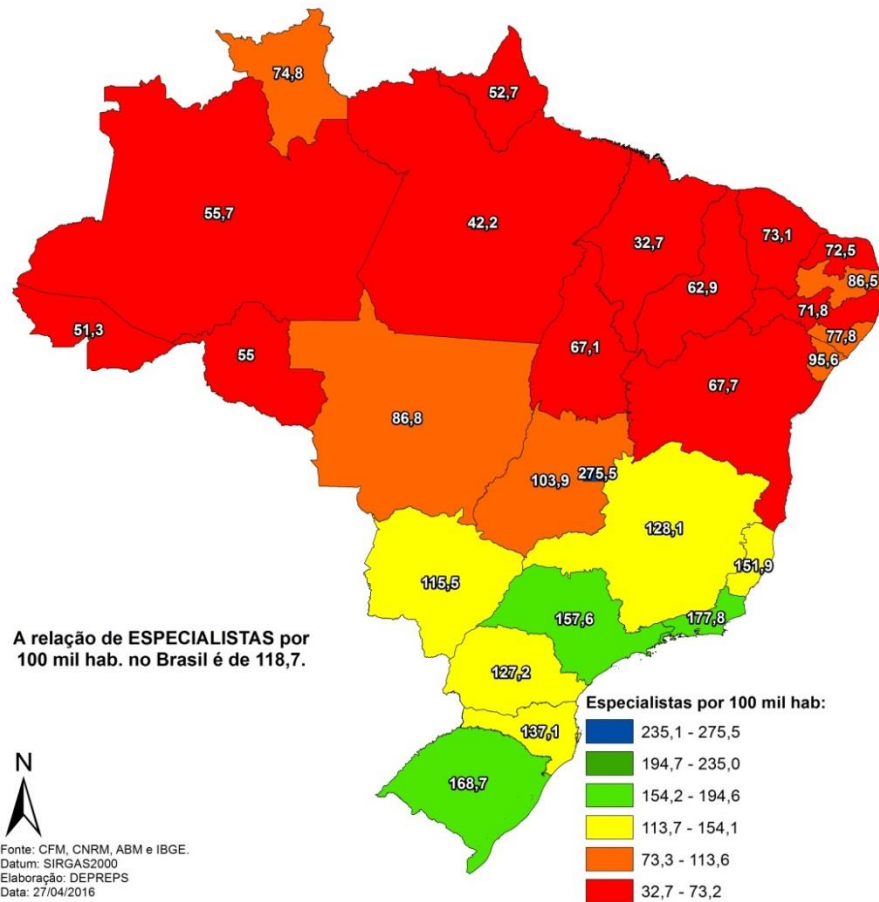 74,8
52,7
55,7
42,2
32,7
73,1
72,5
86,5
62,9
71,8
77,8
95,6
51,3
55
67,1
67,7
86,8
103,9
275,5
128,1
151,9
115,5
157,6
177,8
A relação de ESPECIALISTAS por
100 mil hab. no Brasil é de 118,7.
127,2
137,1
168,7
Especialistas por 100 mil hab:
235,1 - 275,5
194,7 - 235,0
154,2 - 194,6
113,7 - 154,1
73,3 - 113,6
32,7 - 73,2
N
Fonte: CFM, CNRM, ABM e IBGE.
Datum: SIRGAS2000
Elaboração: DEPREPS
Data: 27/04/2016